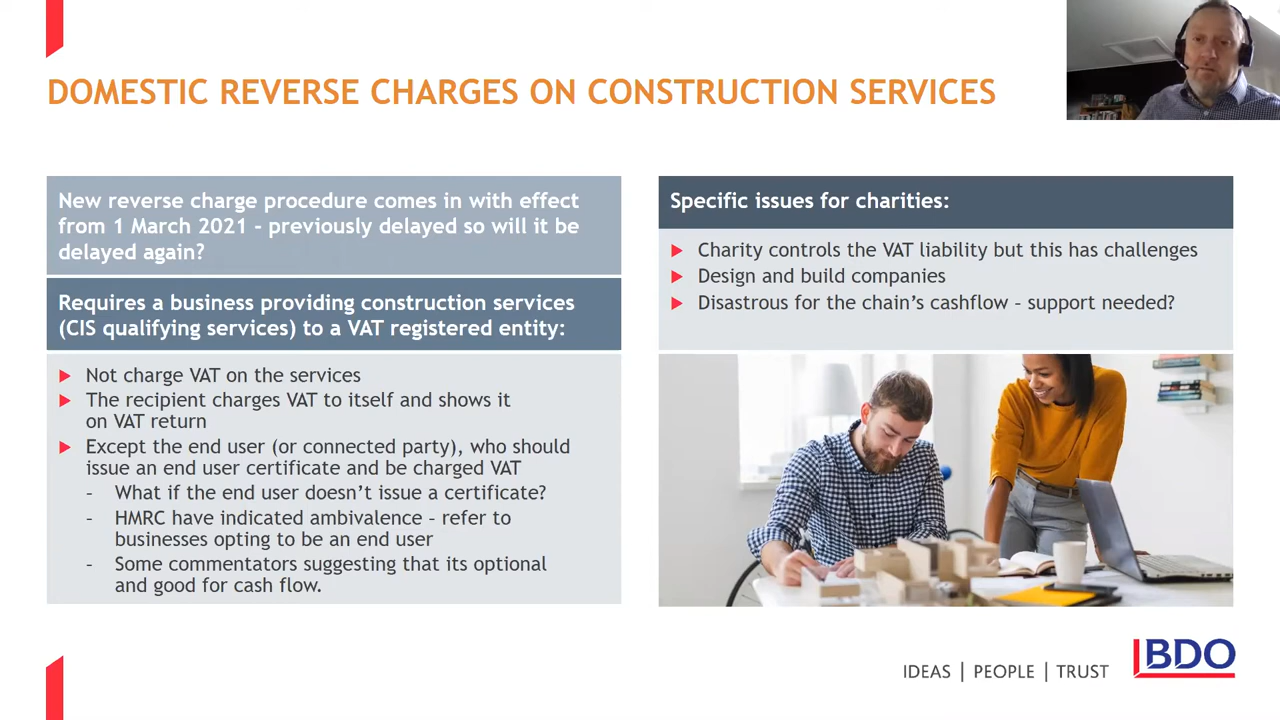 DOMESTIC REVERSE CHARGES ON CONSTRUCTION SERVICES
New reverse charge procedure comes in with effect
from 1 March 2021 - previously delayed so will it be
delayed again?
Requires a business providing construction services
(CIS qualifying services) to a VAT registered entity:
Not charge VAT on the services
The recipient charges VAT to itself and shows it
on VAT return
Except the end user (or connected party), who should
issue an end user certificate and be charged VAT
- What if the end user doesn't issue a certificate?
- HMRC have indicated ambivalence – refer to
businesses opting to be an end user
- Some commentators suggesting that its optional
and good for cash flow.
Specific issues for charities:
Charity controls the VAT liability but this has challenges
Design and build companies
Disastrous for the chain's cashflow – support needed?
IDEAS | PEOPLE | TRUST
BDO